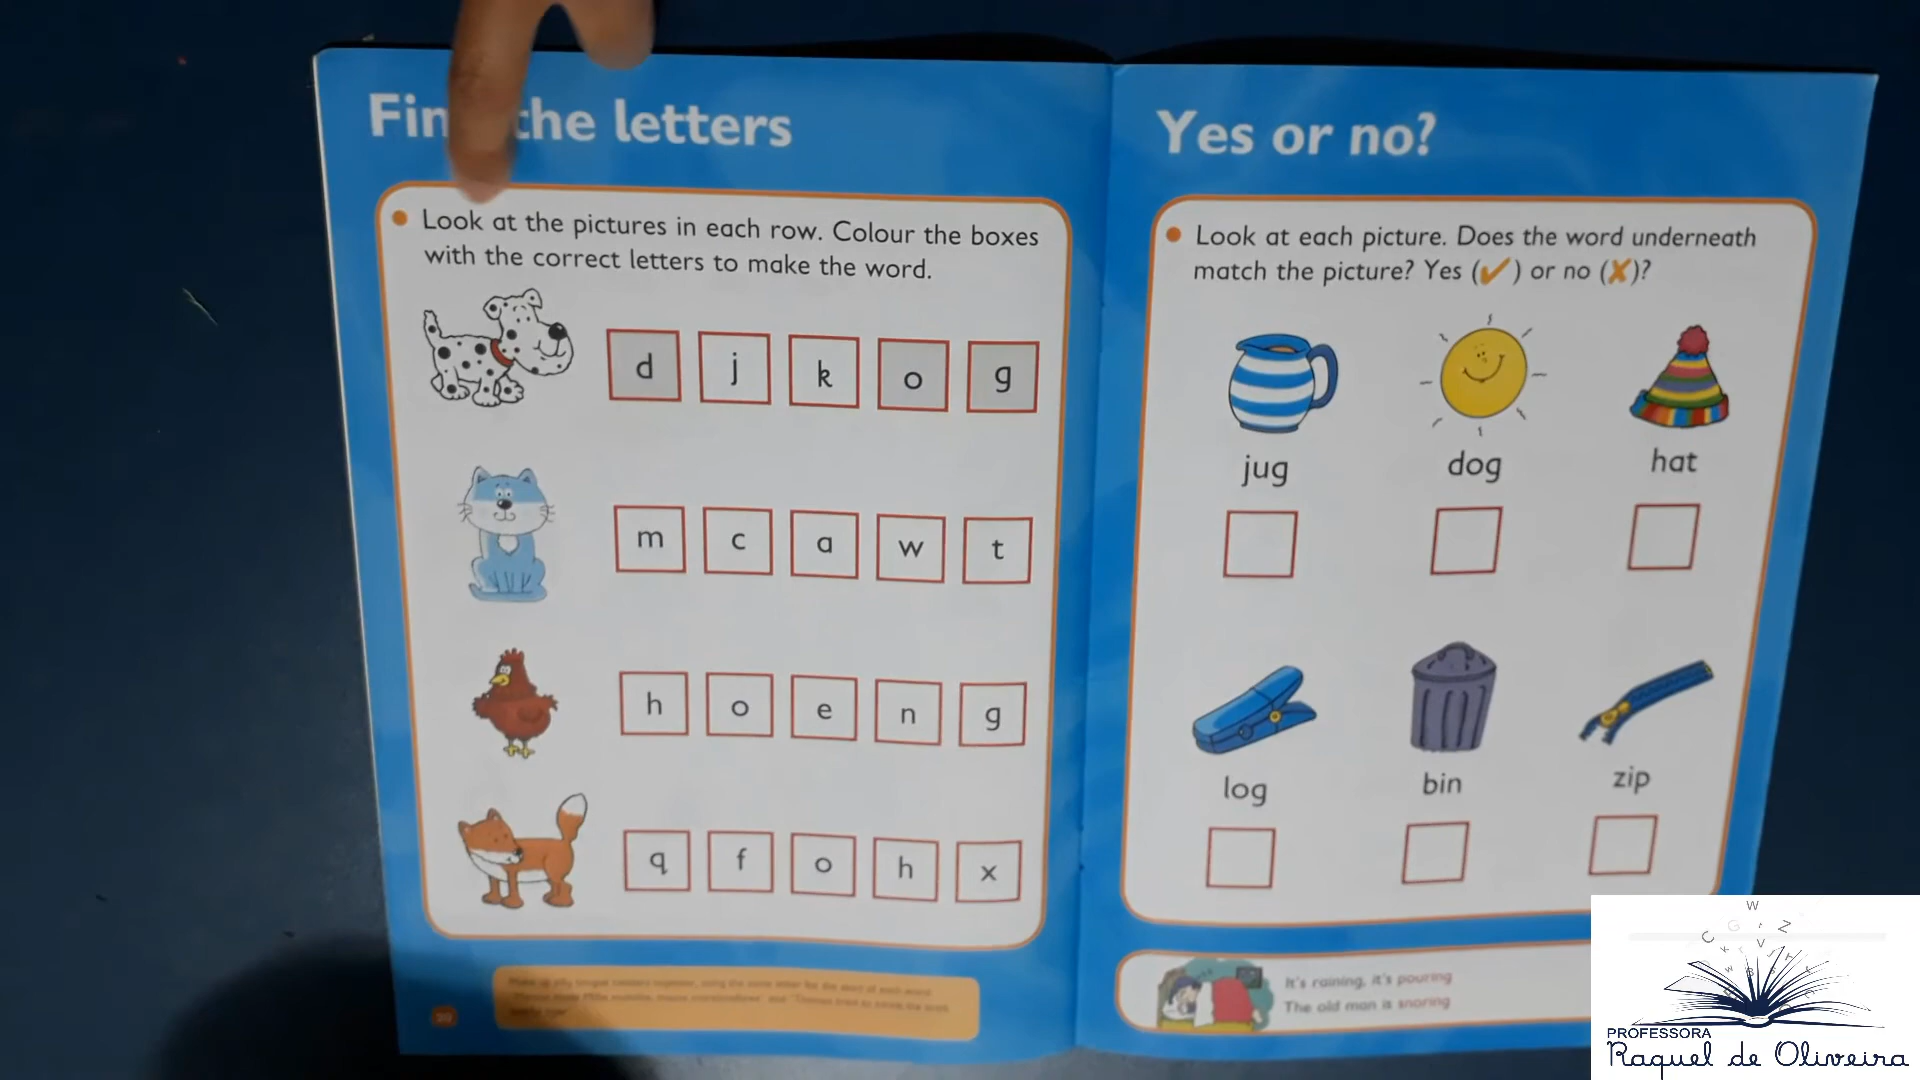 Fin the letters
Look at the pictures in each row. Colour the boxes
with the correct letters to make the word.
d j k o g
m c a w t
h o e n g
q f o h x
Yes or no?
Look at each picture. Does the word underneath
match the picture? Yes (✓) or no (✗)?
jug dog hat
log bin zip
It's raining, it's pouring
The old man is snoring
PROFESSORA
Raquel de Oliveira